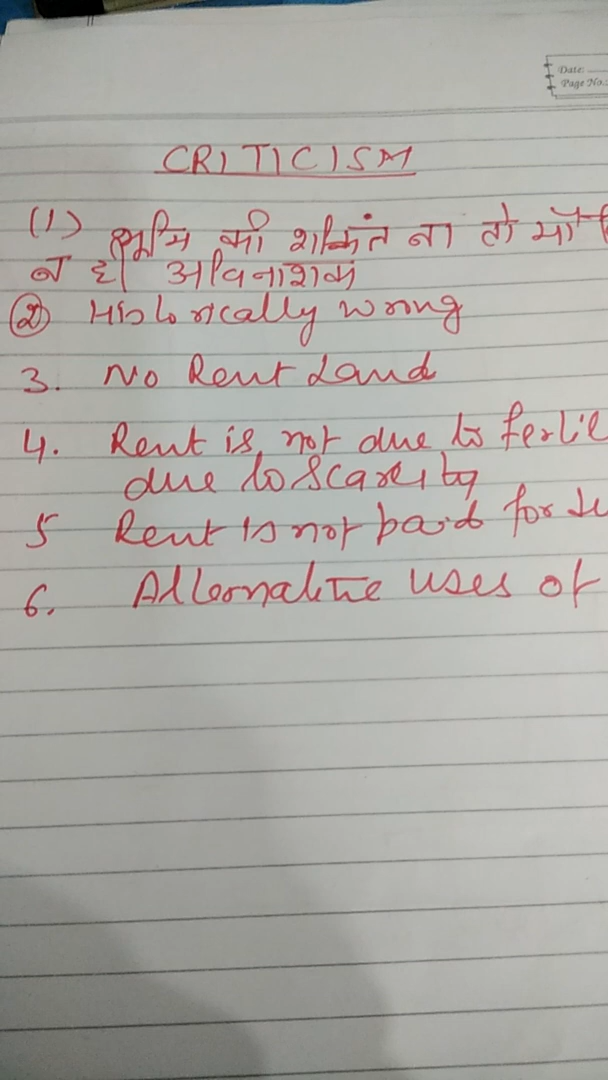 Date:
Page No.:
CRITICISM
(1) भूमि की शक्ति ना तो मौ
न ही अविनाशक
(2) Historically wrong
3. No Rent Land
4. Rent is not due to
due to Scarcity
5 Rent is not paid for
6. Alternative uses of